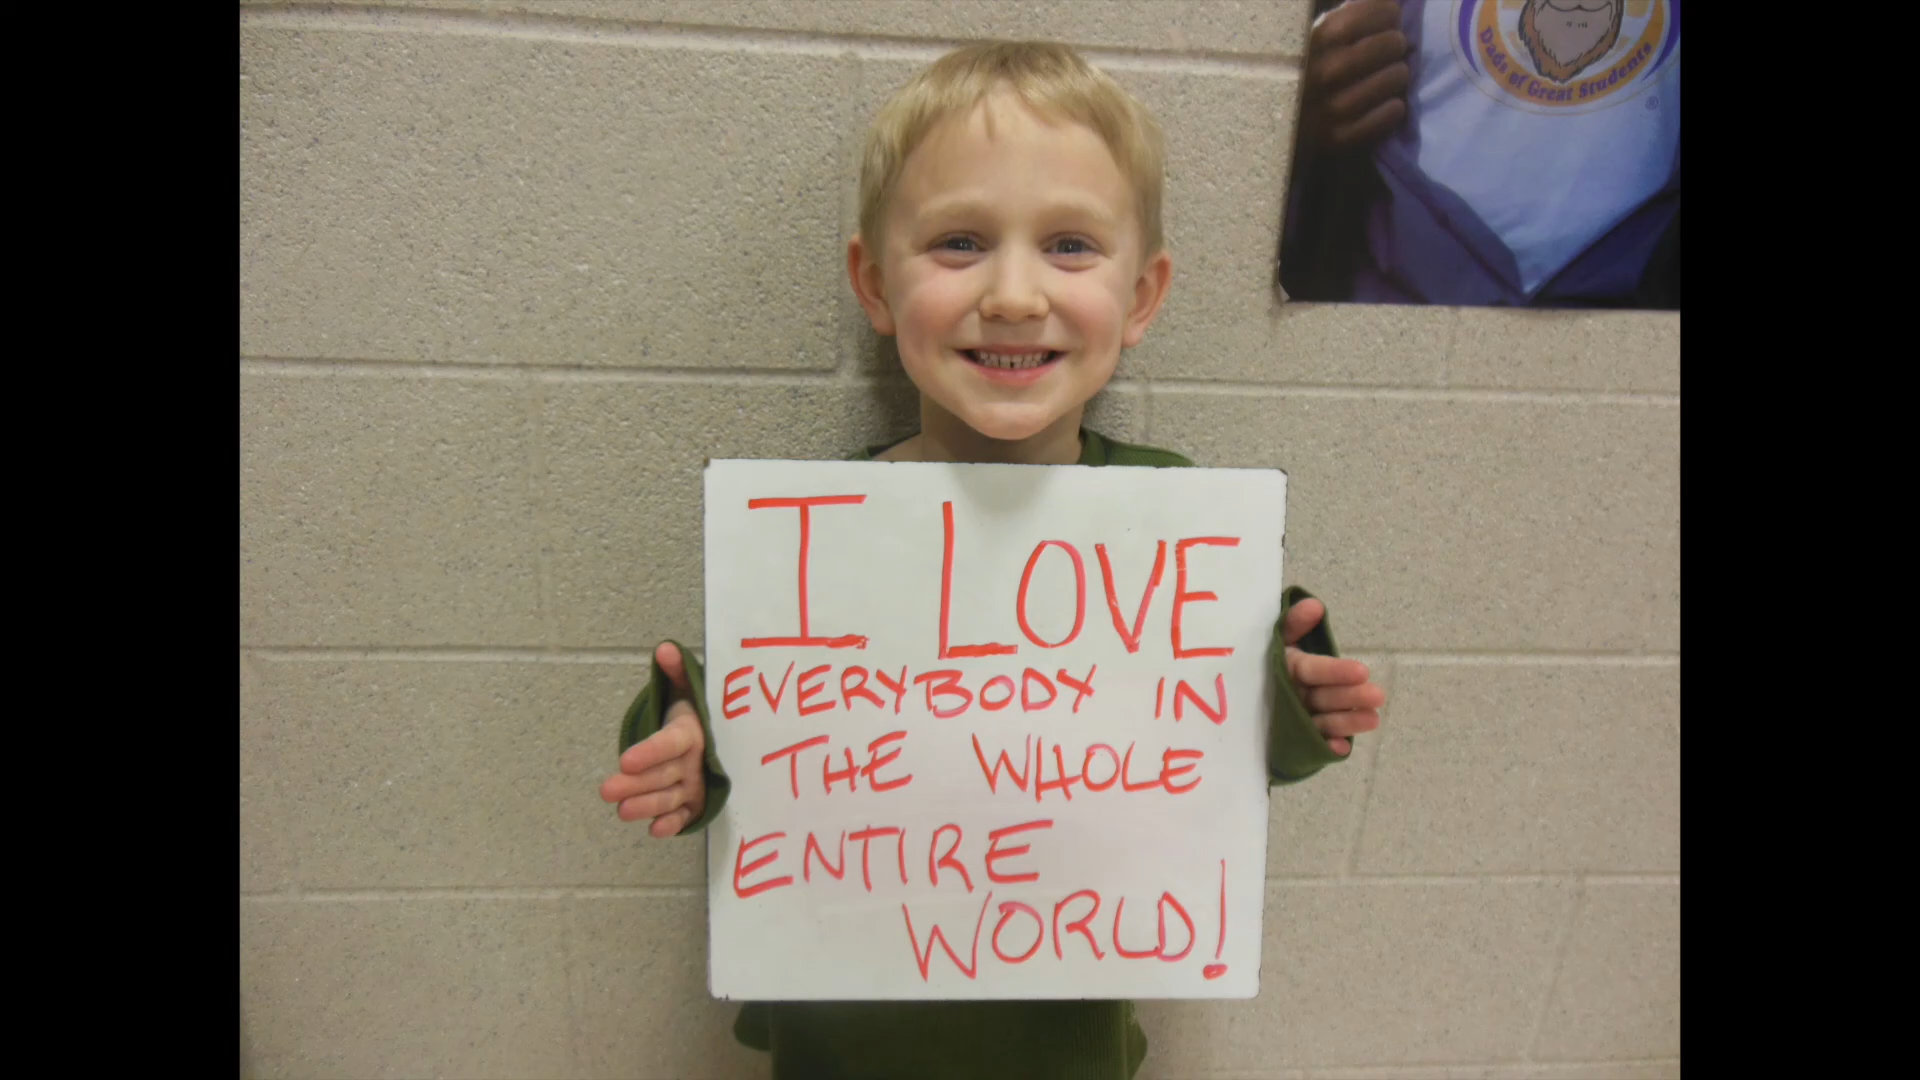 Dads of Great Students
®
I LOVE
EVERYBODY IN
THE WHOLE
ENTIRE
WORLD!